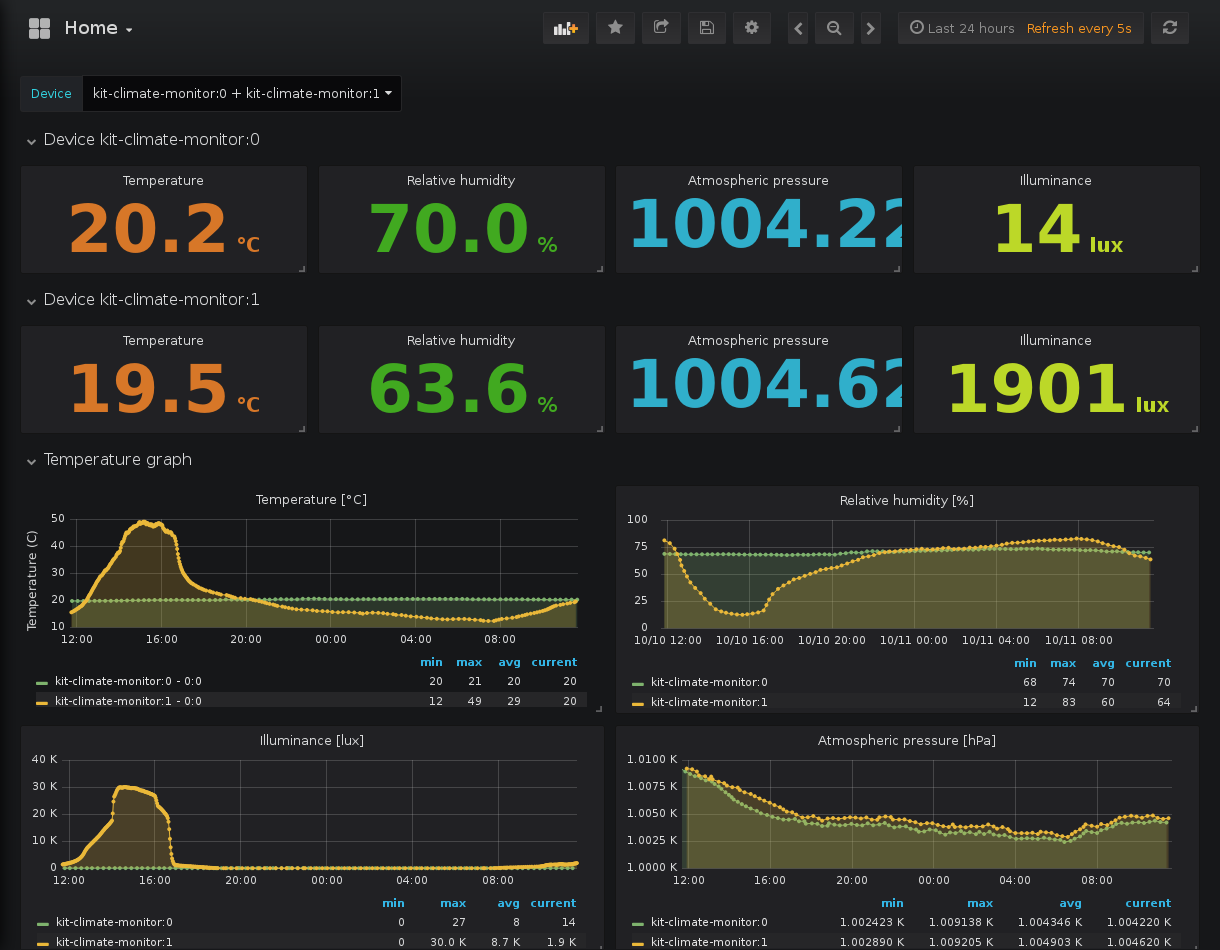 Home
Last 24 hours Refresh every 5s
Device kit-climate-monitor:0 + kit-climate-monitor:1
Device kit-climate-monitor:0
Temperature Relative humidity Atmospheric pressure Illuminance
20.2 °C 70.0 % 1004.22 14 lux
Device kit-climate-monitor:1
Temperature Relative humidity Atmospheric pressure Illuminance
19.5 °C 63.6 % 1004.62 1901 lux
Temperature graph
Temperature [°C]
Temperature (C)
50
40
30
20
10
12:00 16:00 20:00 00:00 04:00 08:00
min max avg current
kit-climate-monitor:0 - 0:0 20 21 20 20
kit-climate-monitor:1 - 0:0 12 49 29 20
Relative humidity [%]
100
75
50
25
0
10/10 12:00 10/10 16:00 10/10 20:00 10/11 00:00 10/11 04:00 10/11 08:00
min max avg current
kit-climate-monitor:0 68 74 70 70
kit-climate-monitor:1 12 83 60 64
Illuminance [lux]
40 K
30 K
20 K
10 K
0
12:00 16:00 20:00 00:00 04:00 08:00
min max avg current
kit-climate-monitor:0 0 27 8 14
kit-climate-monitor:1 0 30.0 K 8.7 K 1.9 K
Atmospheric pressure [hPa]
1.0100 K
1.0075 K
1.0050 K
1.0025 K
1.0000 K
12:00 16:00 20:00 00:00 04:00 08:00
min max avg current
kit-climate-monitor:0 1.002423 K 1.009138 K 1.004346 K 1.004220 K
kit-climate-monitor:1 1.002890 K 1.009205 K 1.004903 K 1.004620 K